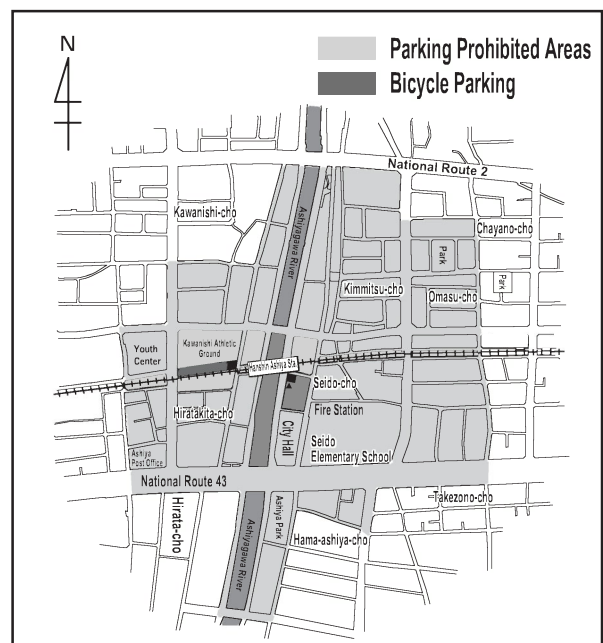 N
Parking Prohibited Areas
Bicycle Parking
National Route 2
Kawanishi-cho
Ashiyagawa River
Chayano-cho
Park
Park
Kimmitsu-cho
Omasu-cho
Youth
Center
Kawanishi Athletic
Ground
Hanshin Ashiya Sta.
Seido-cho
Hiratakita-cho
Fire Station
City Hall
Seido
Elementary School
Ashiya
Post Office
National Route 43
Takezono-cho
Hirata-cho
Ashiyagawa River
Ashiya Park
Hama-ashiya-cho